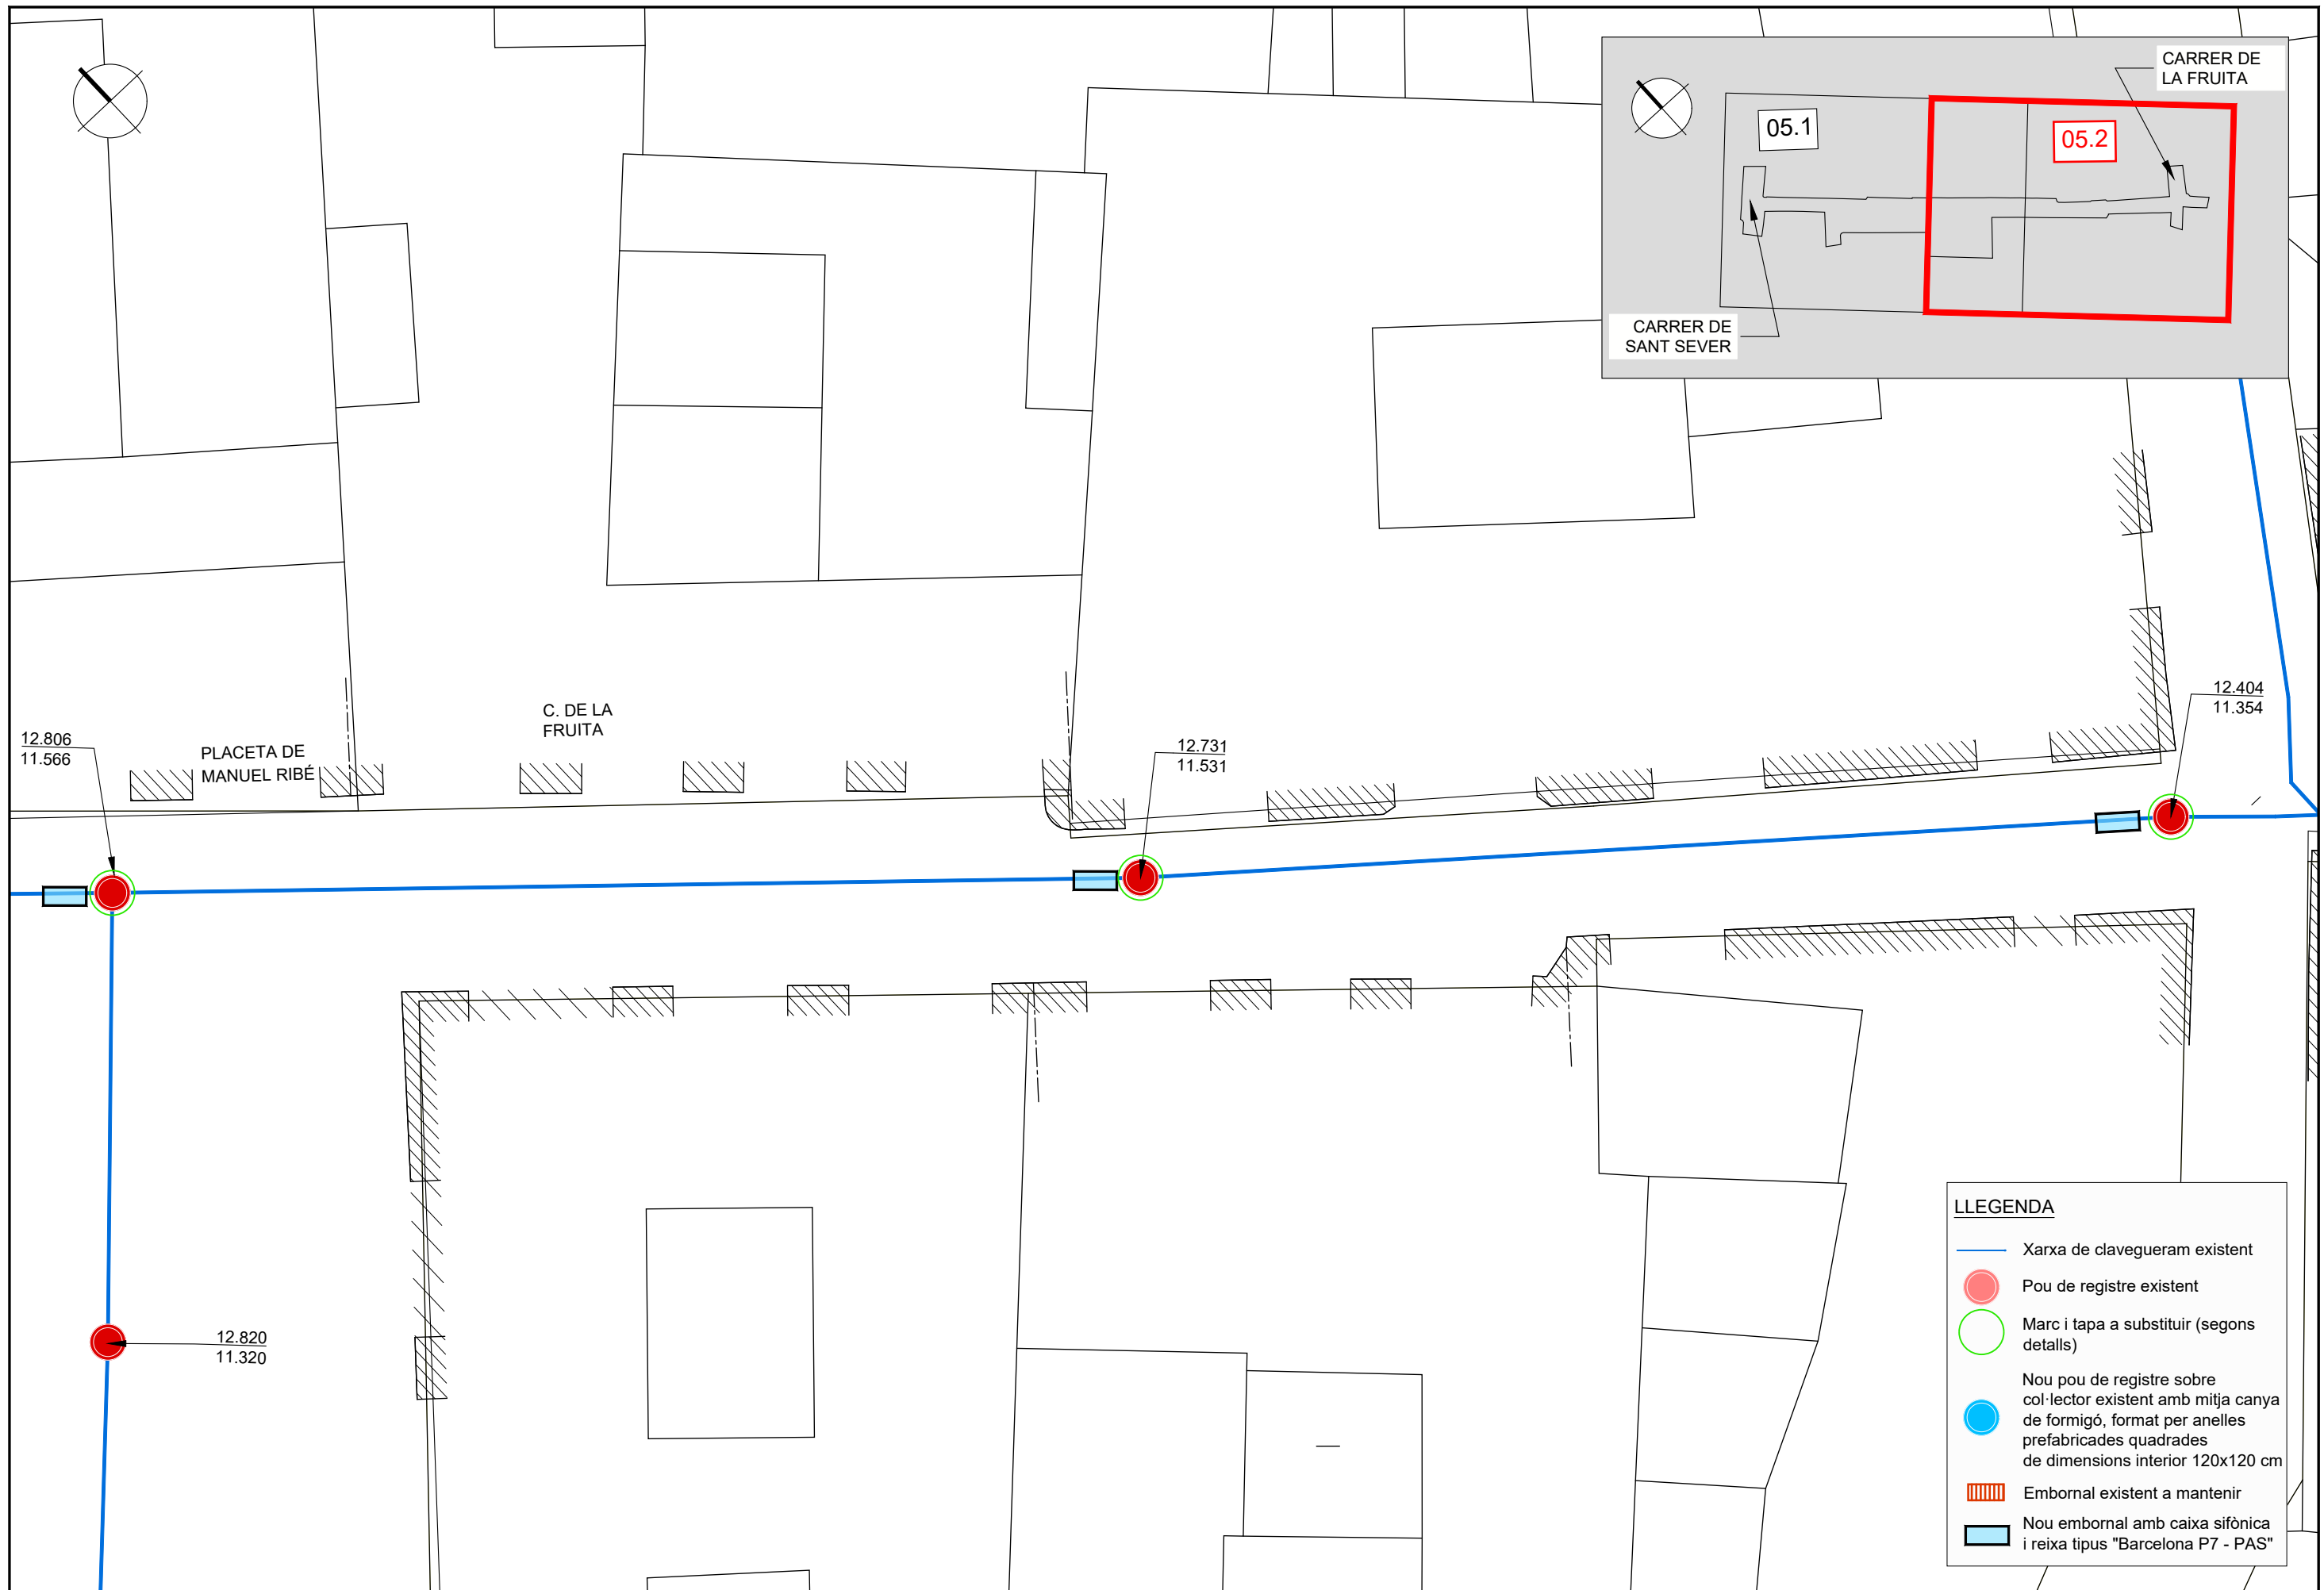 CARRER DE
LA FRUITA
05.1
05.2
CARRER DE
SANT SEVER
12.806
11.566
PLACETA DE
MANUEL RIBÉ
C. DE LA
FRUITA
12.731
11.531
12.404
11.354
12.820
11.320
LLEGENDA
Xarxa de clavegueram existent
Pou de registre existent
Marc i tapa a substituir (segons
detalls)
Nou pou de registre sobre
col·lector existent amb mitja canya
de formigó, format per anelles
prefabricades quadrades
de dimensions interior 120x120 cm
Embornal existent a mantenir
Nou embornal amb caixa sifònica
i reixa tipus "Barcelona P7 - PAS"